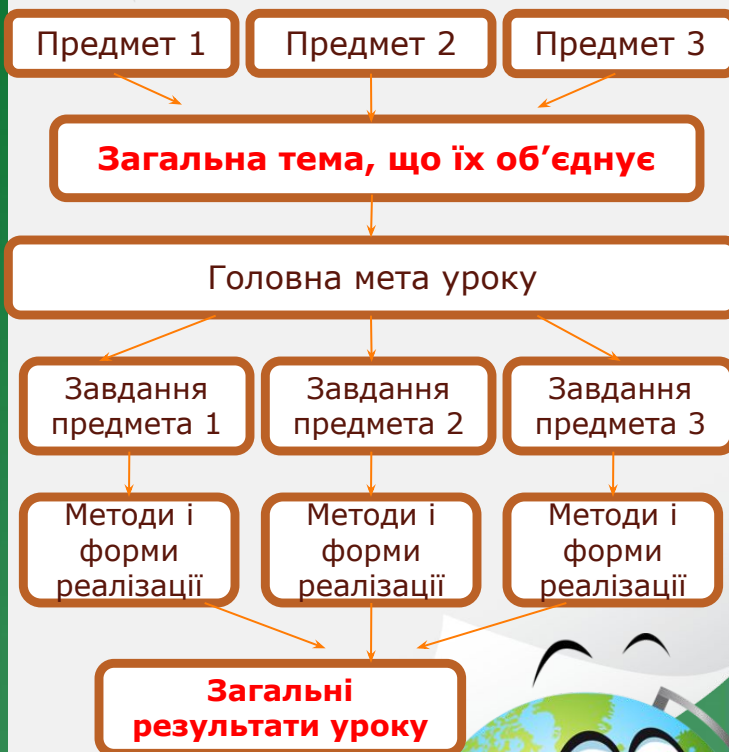 Предмет 1
Предмет 2
Предмет 3
Загальна тема, що їх об’єднує
Головна мета уроку
Завдання
предмета 1
Завдання
предмета 2
Завдання
предмета 3
Методи і
форми
реалізації
Методи і
форми
реалізації
Методи і
форми
реалізації
Загальні
результати уроку